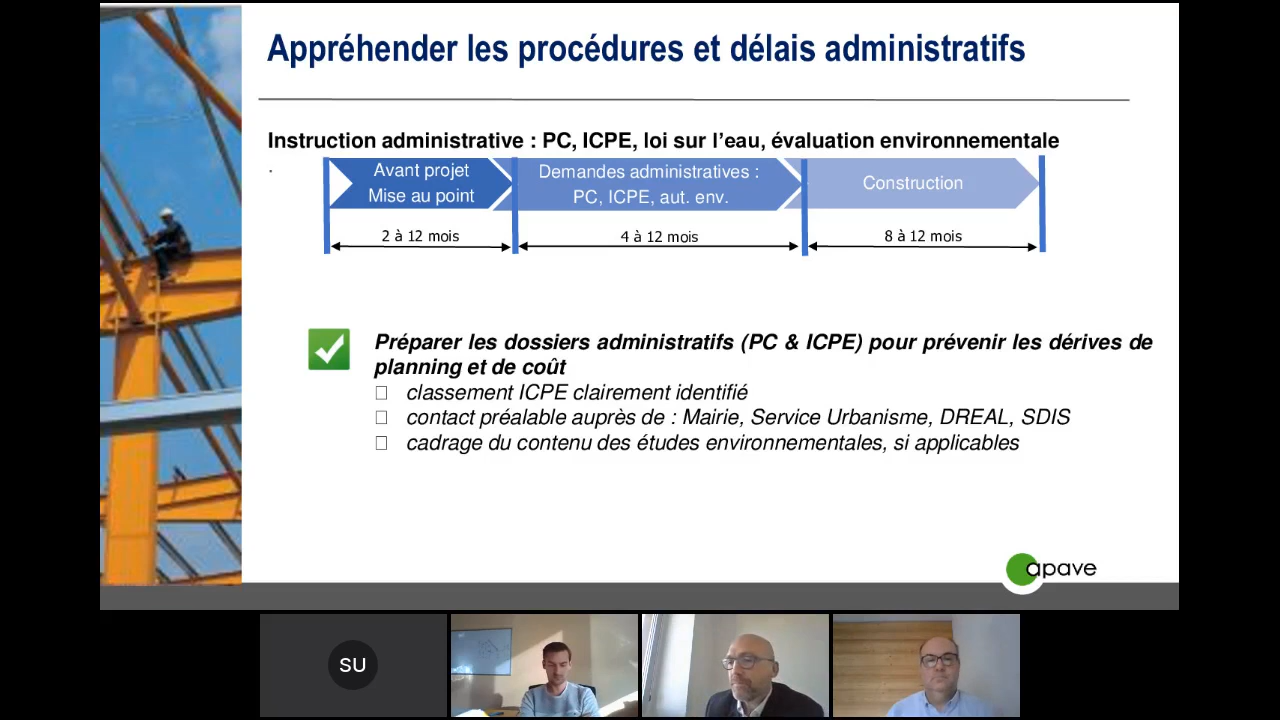 Appréhender les procédures et délais administratifs
Instruction administrative : PC, ICPE, loi sur l'eau, évaluation environnementale
.
Avant projet
Mise au point
Demandes administratives :
PC, ICPE, aut. env.
Construction
2 à 12 mois
4 à 12 mois
8 à 12 mois
Préparer les dossiers administratifs (PC & ICPE) pour prévenir les dérives de
planning et de coût
classement ICPE clairement identifié
contact préalable auprès de : Mairie, Service Urbanisme, DREAL, SDIS
cadrage du contenu des études environnementales, si applicables
apave
SU